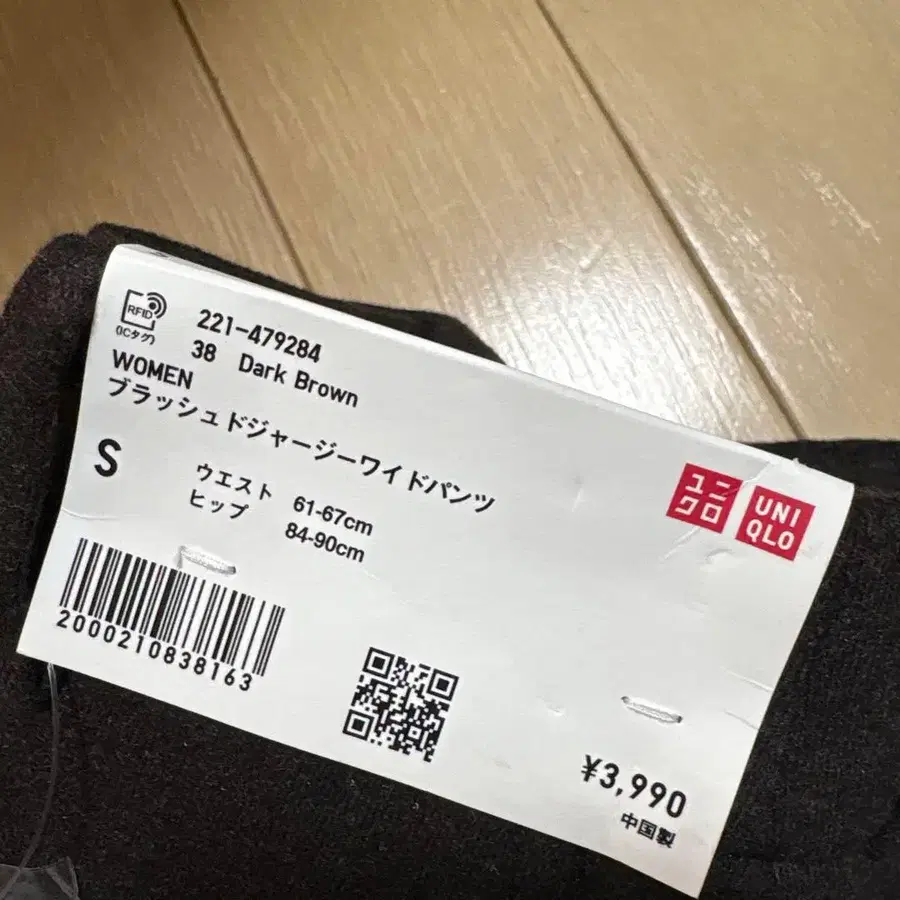 RFID
(ICタグ)
221-479284
38 Dark Brown
WOMEN
ブラッシュドジャージーワイドパンツ
S
ウエスト 61-67cm
ヒップ 84-90cm
ユニ
クロ
UNI
QLO
2000210838163
¥3,990
中国製